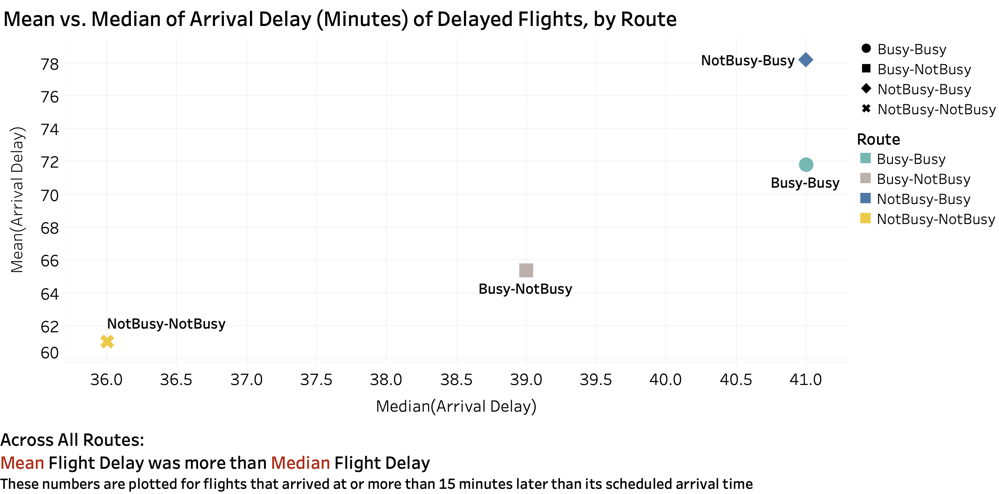 Mean vs. Median of Arrival Delay (Minutes) of Delayed Flights, by Route
Mean(Arrival Delay)
78
76
74
72
70
68
66
64
62
60
NotBusy-Busy
Busy-Busy
Busy-NotBusy
NotBusy-NotBusy
36.0 36.5 37.0 37.5 38.0 38.5 39.0 39.5 40.0 40.5 41.0
Median(Arrival Delay)
Busy-Busy
Busy-NotBusy
NotBusy-Busy
NotBusy-NotBusy
Route
Busy-Busy
Busy-NotBusy
NotBusy-Busy
NotBusy-NotBusy
Across All Routes:
Mean Flight Delay was more than Median Flight Delay
These numbers are plotted for flights that arrived at or more than 15 minutes later than its scheduled arrival time